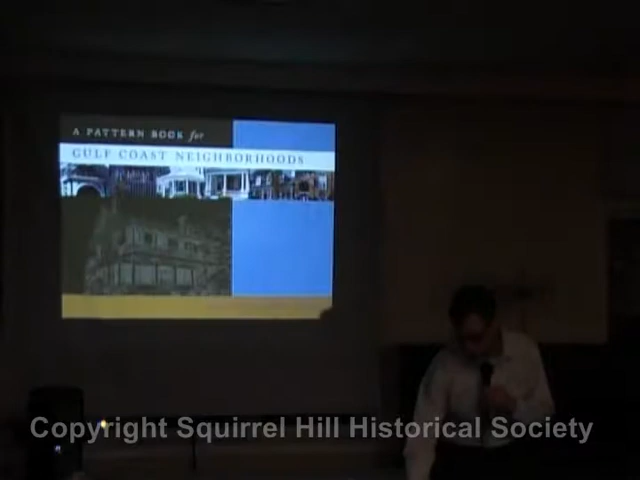 A PATTERN BOOK for
GULF COAST NEIGHBORHOODS
Copyright Squirrel Hill Historical Society